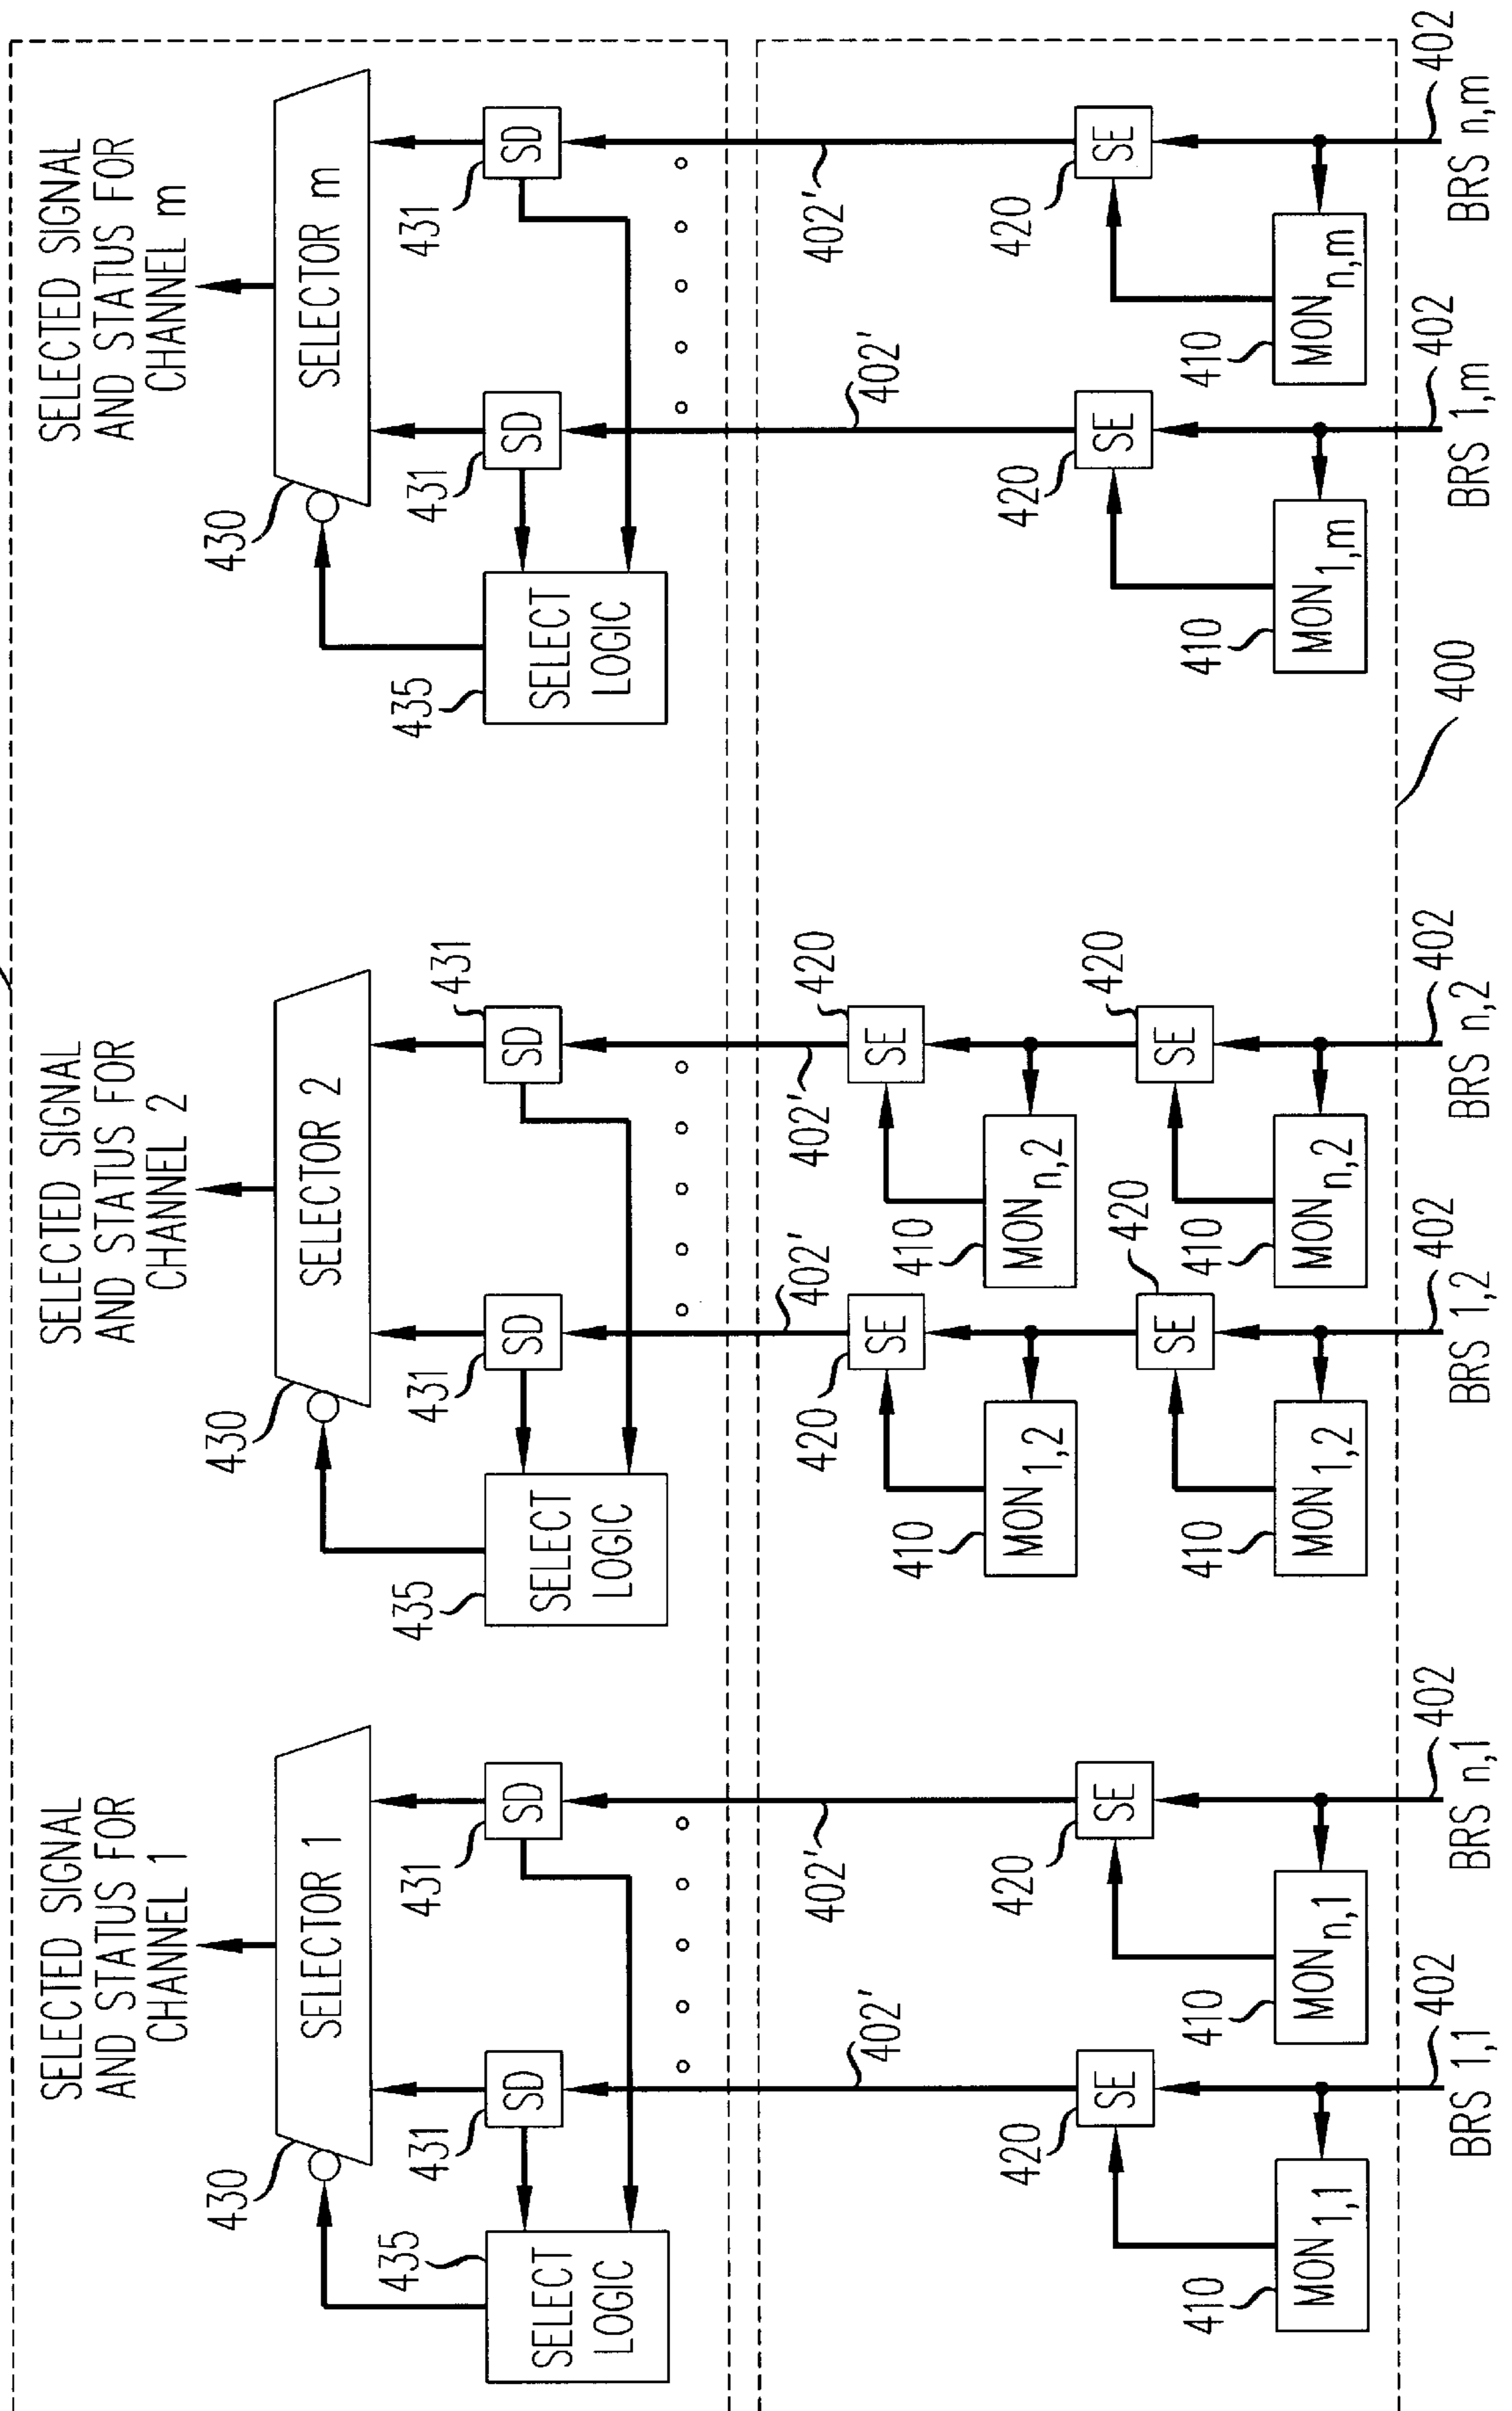 SELECTED SIGNAL
AND STATUS FOR
CHANNEL 1
SELECTED SIGNAL
AND STATUS FOR
CHANNEL 2
SELECTED SIGNAL
AND STATUS FOR
CHANNEL m
430
SELECTOR 1
430
SELECTOR 2
430
SELECTOR m
435
SELECT
LOGIC
431
SD
431
SD
435
SELECT
LOGIC
431
SD
431
SD
435
SELECT
LOGIC
431
SD
431
SD
402'
402'
402'
402'
402'
402'
420
SE
420
SE
410
MON1,2
410
MON n,2
420
SE
420
SE
420
SE
420
SE
420
SE
420
SE
410
MON1,1
410
MON n,1
410
MON1,2
410
MON n,2
410
MON1,m
410
MON n,m
402
BRS 1,1
402
BRS n,1
402
BRS 1,2
402
BRS n,2
402
BRS 1,m
402
BRS n,m
400